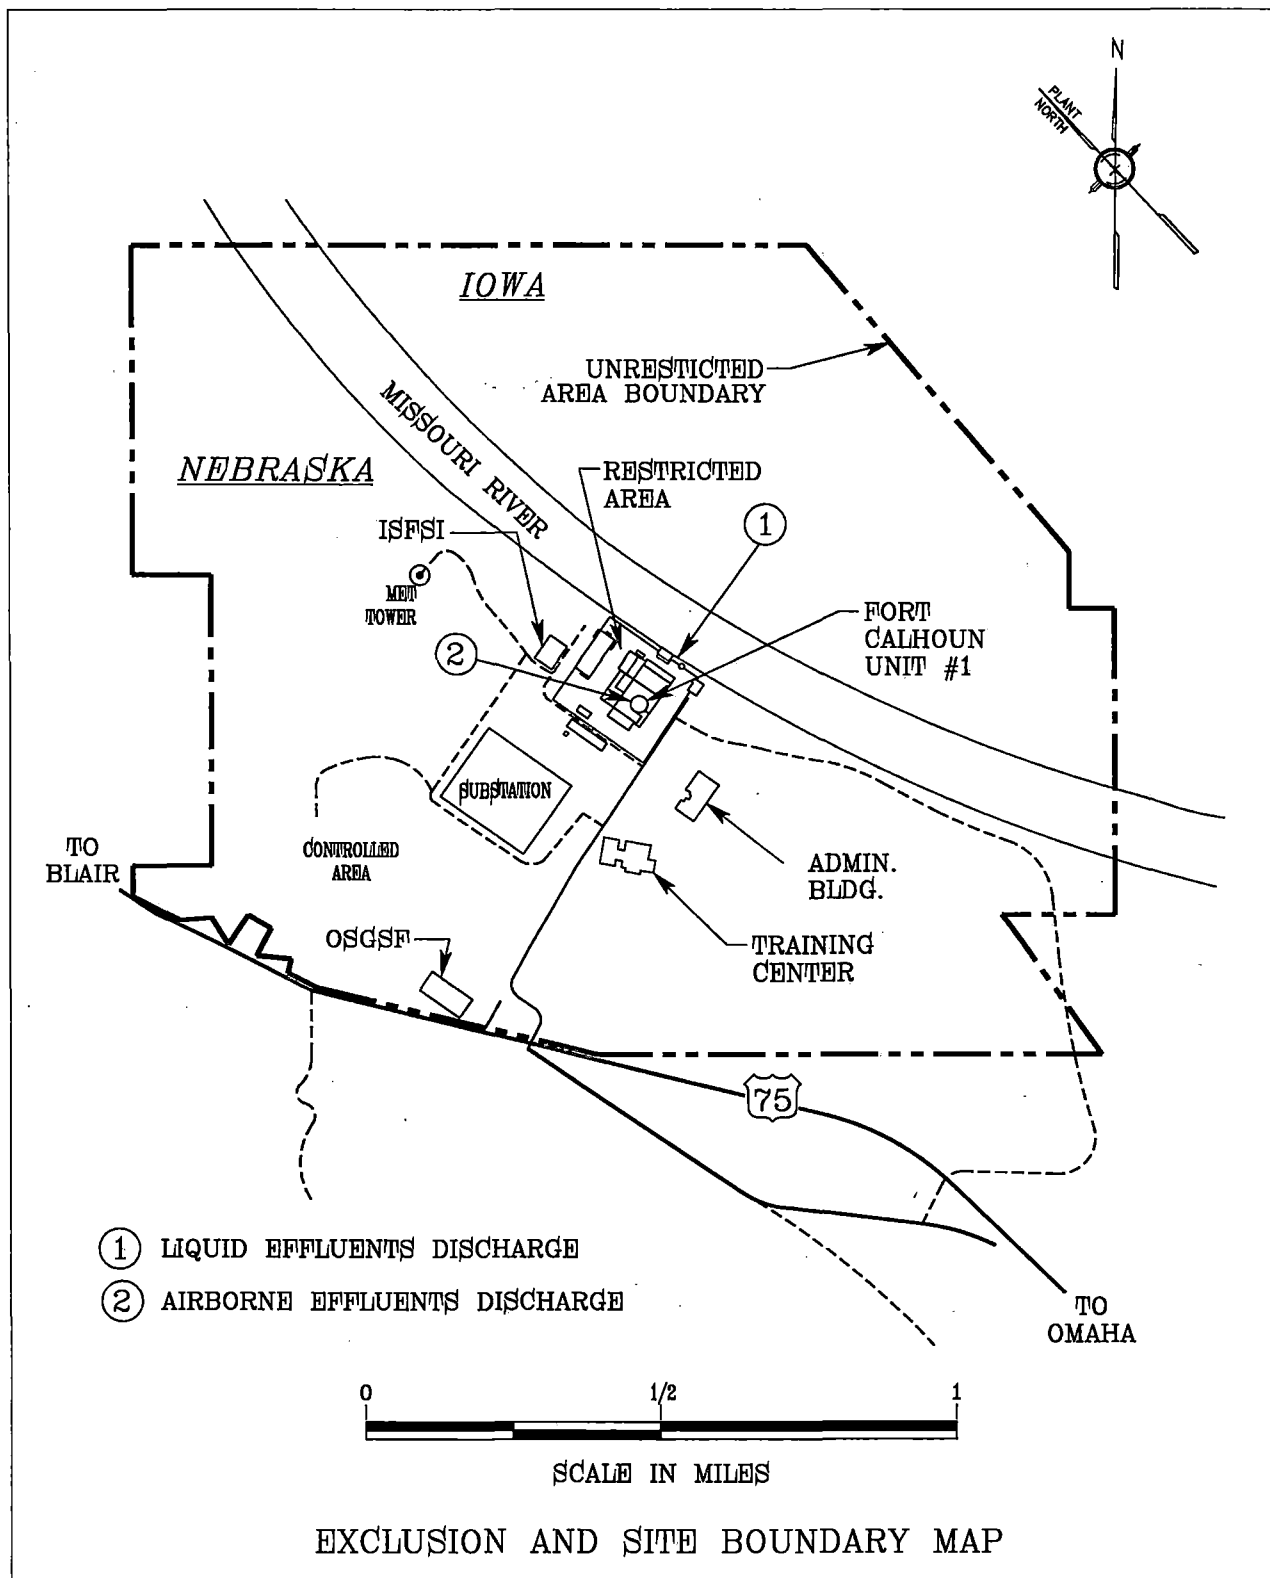 N
PLANT
NORTH
IOWA
UNRESTICTED
AREA BOUNDARY
MISSOURI RIVER
NEBRASKA
RESTRICTED
AREA
1
ISFSI
MET
TOWER
2
FORT
CALHOUN
UNIT #1
SUBSTATION
TO
BLAIR
CONTROLLED
AREA
ADMIN.
BLDG.
OSGSF
TRAINING
CENTER
75
1 LIQUID EFFLUENTS DISCHARGE
2 AIRBORNE EFFLUENTS DISCHARGE
TO
OMAHA
0 1/2 1
SCALE IN MILES
EXCLUSION AND SITE BOUNDARY MAP